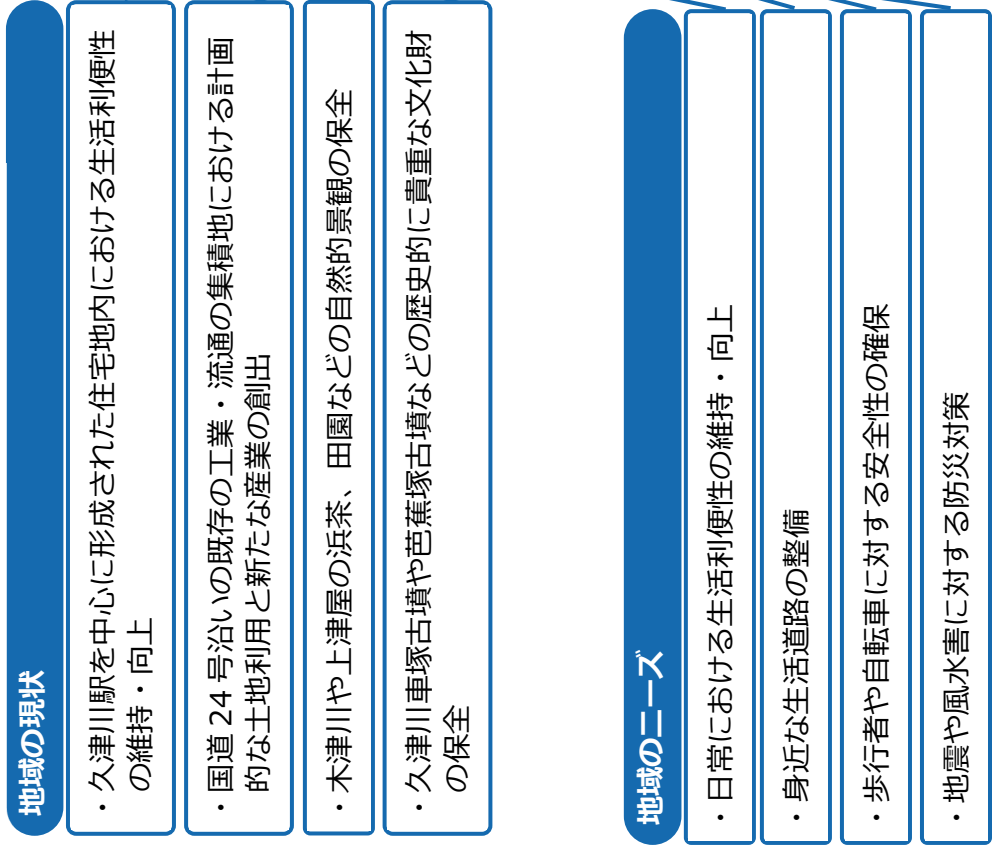 地域の現状
・久津川駅を中心に形成された住宅地内における生活利便性
の維持・向上
・国道 24 号沿いの既存の工業・流通の集積地における計画
的な土地利用と新たな産業の創出
・木津川や上津屋の浜茶、田園などの自然的景観の保全
・久津川車塚古墳や芭蕉塚古墳などの歴史的に貴重な文化財
の保全
地域のニーズ
・日常における生活利便性の維持・向上
・身近な生活道路の整備
・歩行者や自転車に対する安全性の確保
・地震や風水害に対する防災対策